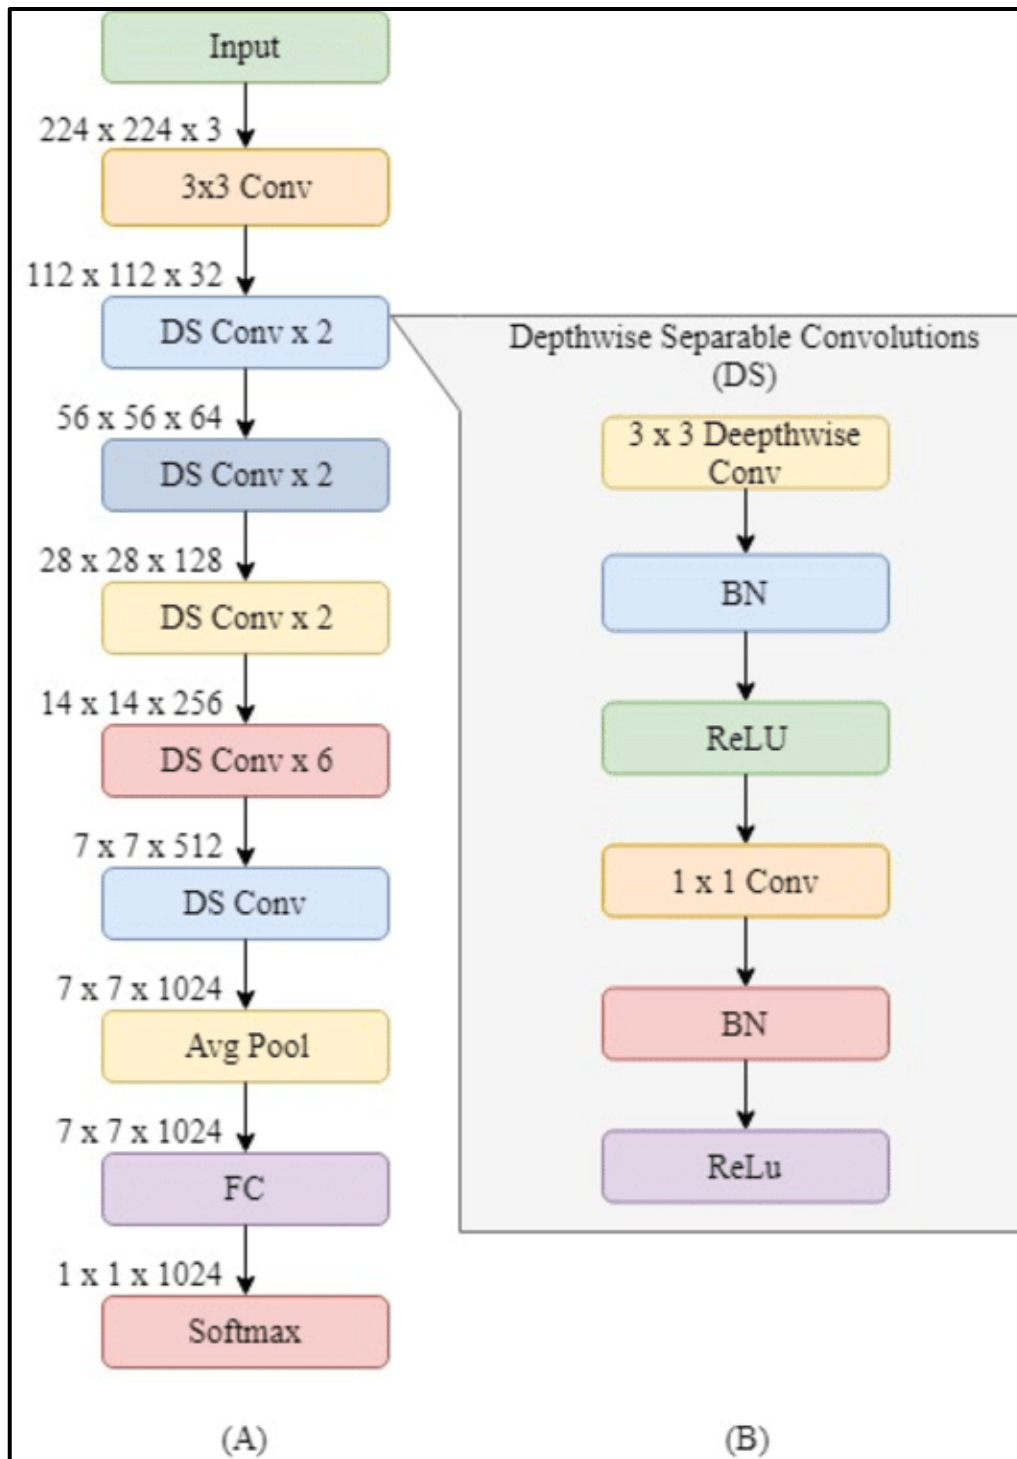 Input
224 x 224 x 3
3x3 Conv
112 x 112 x 32
DS Conv x 2
56 x 56 x 64
DS Conv x 2
28 x 28 x 128
DS Conv x 2
14 x 14 x 256
DS Conv x 6
7 x 7 x 512
DS Conv
7 x 7 x 1024
Avg Pool
7 x 7 x 1024
FC
1 x 1 x 1024
Softmax
(A)
Depthwise Separable Convolutions
(DS)
3 x 3 Deepthwise
Conv
BN
ReLU
1 x 1 Conv
BN
ReLu
(B)